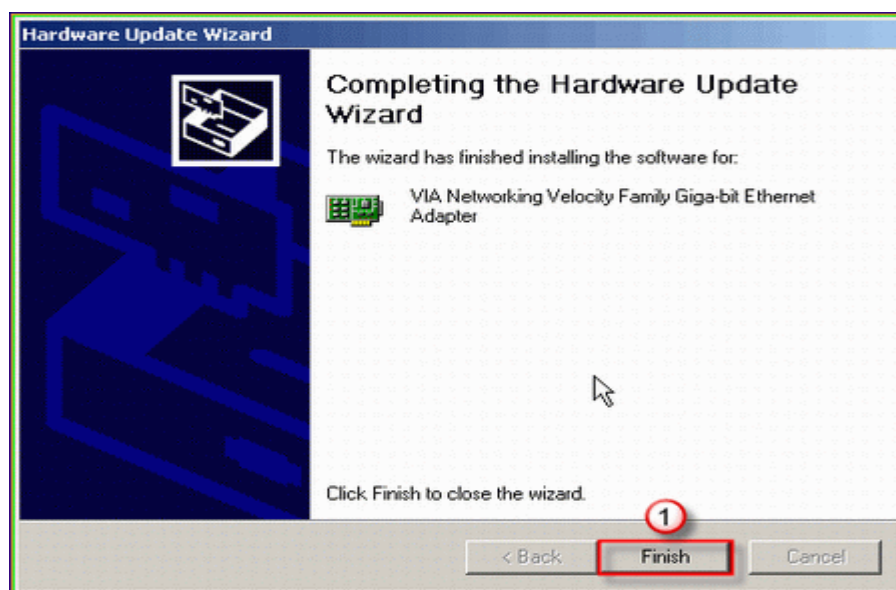 Hardware Update Wizard
Completing the Hardware Update
Wizard
The wizard has finished installing the software for:
VIA Networking Velocity Family Giga-bit Ethernet
Adapter
Click Finish to close the wizard.
1
< Back Finish Cancel